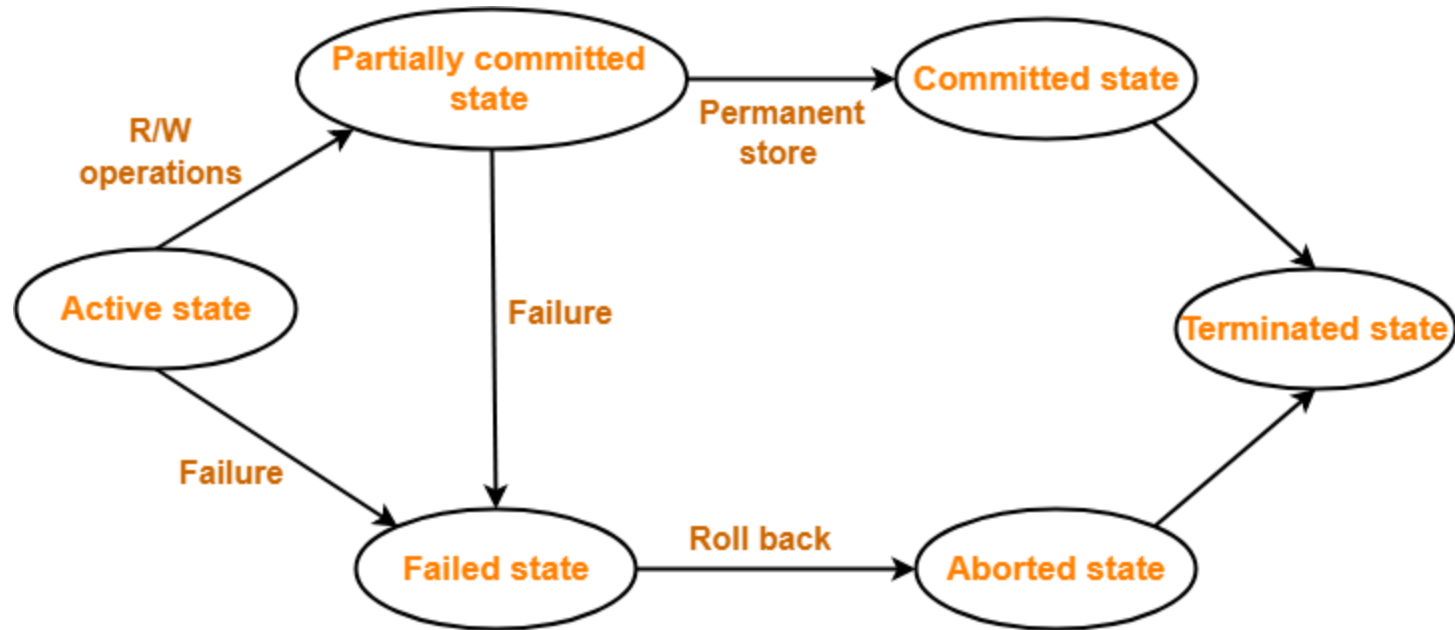 Partially committed
state
Committed state
Permanent
store
R/W
operations
Active state
Failure
Terminated state
Failure
Failed state
Roll back
Aborted state